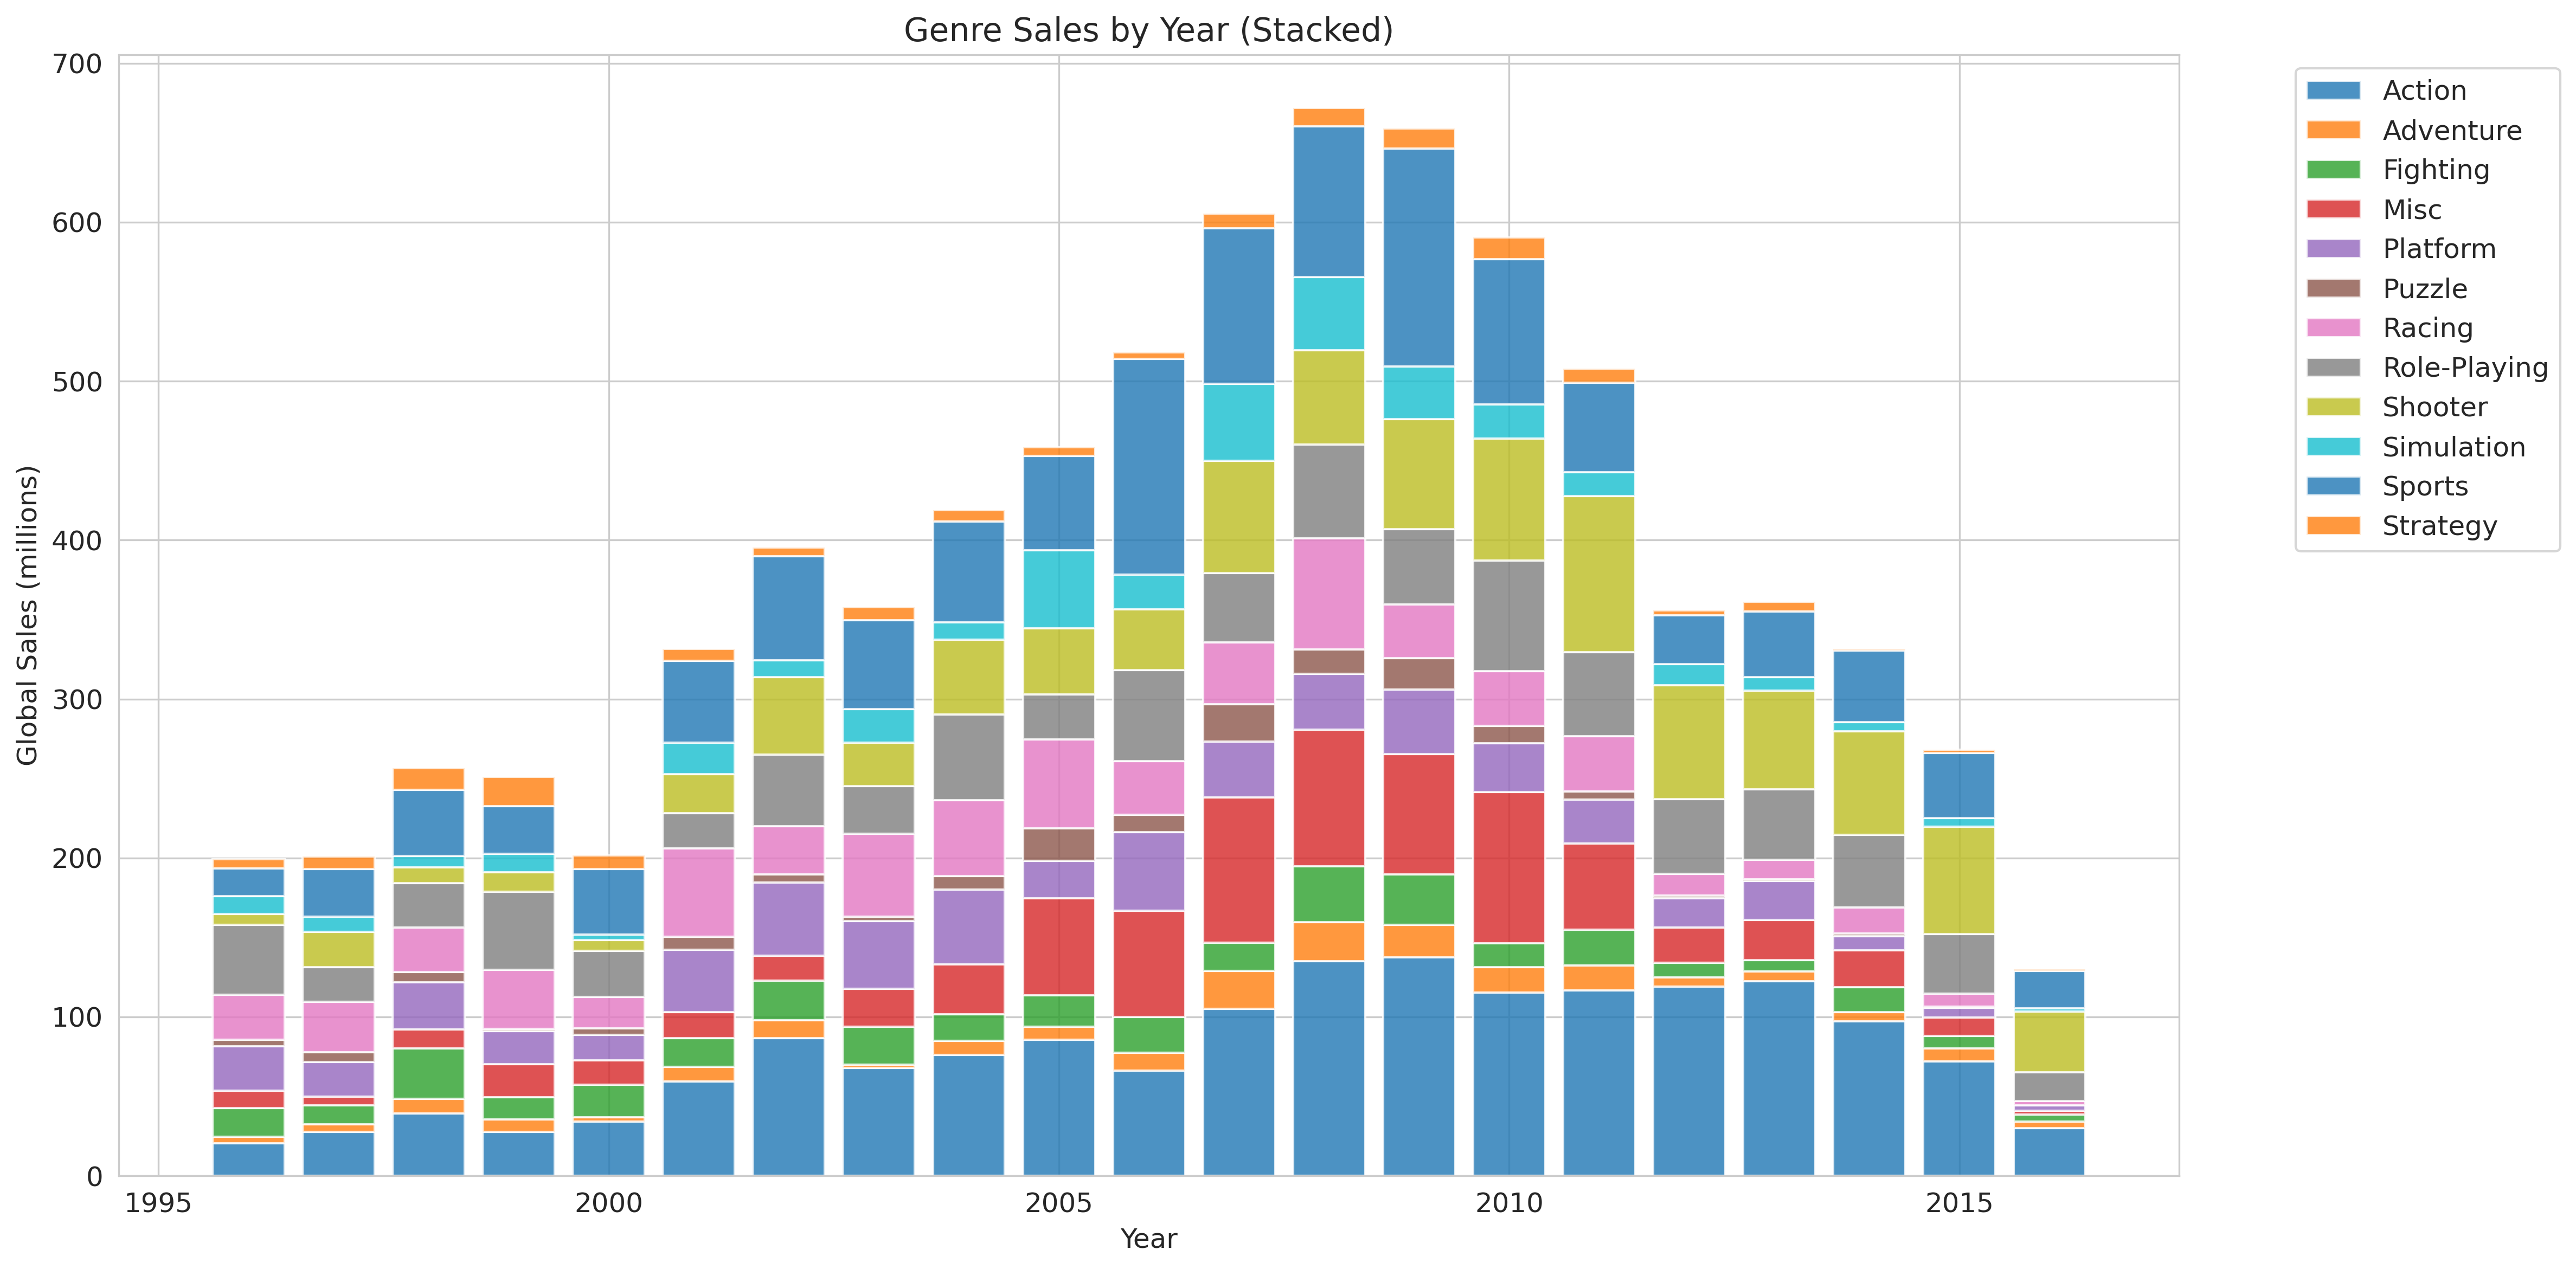 Genre Sales by Year (Stacked)
Global Sales (millions)
700
600
500
400
300
200
100
0
1995
2000
2005
2010
2015
Year
Action
Adventure
Fighting
Misc
Platform
Puzzle
Racing
Role-Playing
Shooter
Simulation
Sports
Strategy